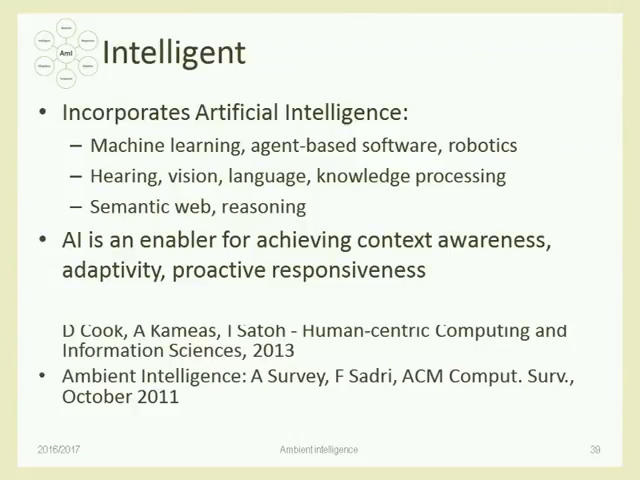 AmI
Intelligent
• Incorporates Artificial Intelligence:
– Machine learning, agent-based software, robotics
– Hearing, vision, language, knowledge processing
– Semantic web, reasoning
• AI is an enabler for achieving context awareness,
adaptivity, proactive responsiveness
D Cook, A Kameas, I Satoh - Human-centric Computing and
Information Sciences, 2013
• Ambient Intelligence: A Survey, F Sadri, ACM Comput. Surv.,
October 2011
2016/2017
Ambient intelligence
39